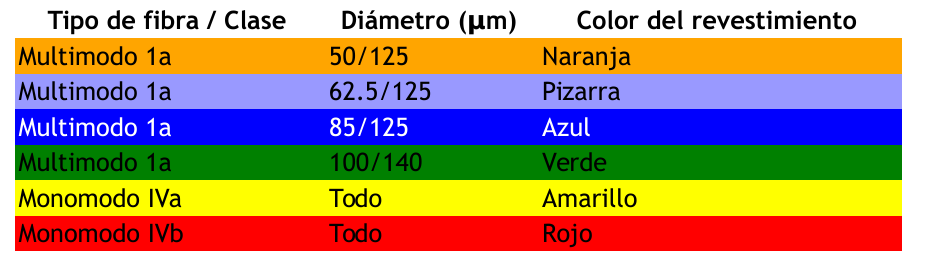 Tipo de fibra / Clase Diámetro (μm) Color del revestimiento
Multimodo 1a 50/125 Naranja
Multimodo 1a 62.5/125 Pizarra
Multimodo 1a 85/125 Azul
Multimodo 1a 100/140 Verde
Monomodo IVa Todo Amarillo
Monomodo IVb Todo Rojo